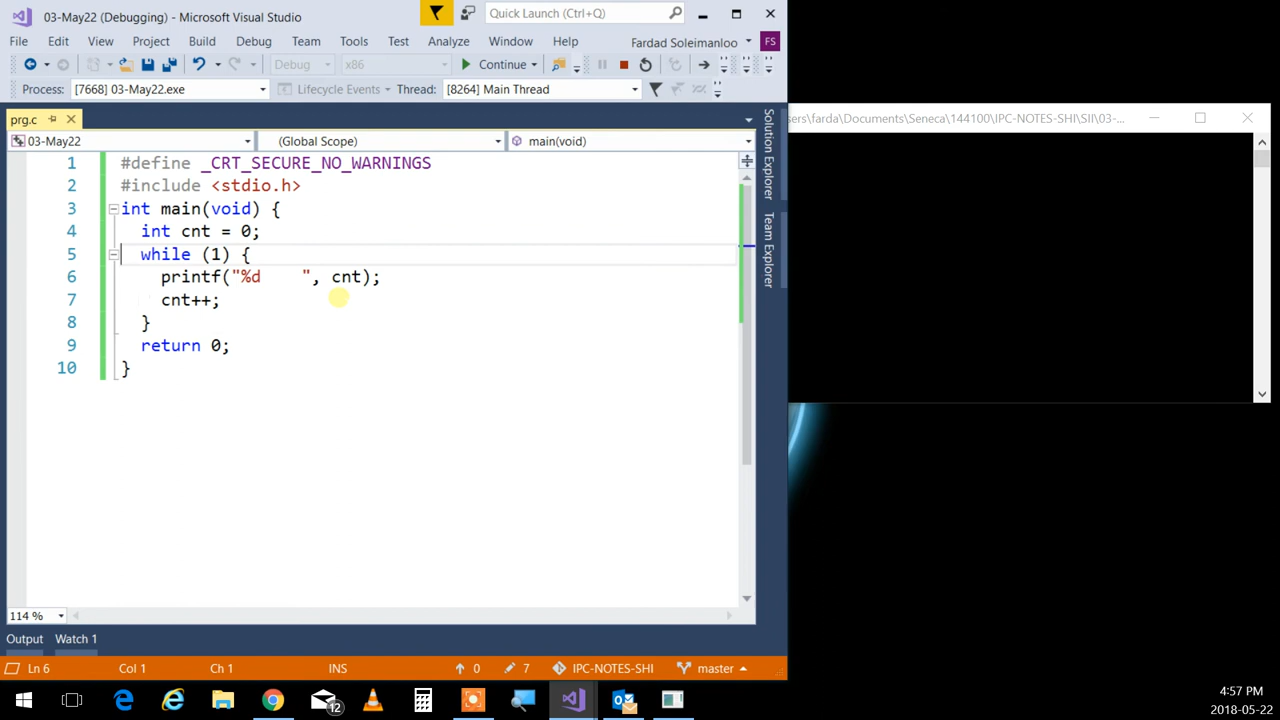 03-May22 (Debugging) - Microsoft Visual Studio
Quick Launch (Ctrl+Q)
File Edit View Project Build Debug Team Tools Test Analyze Window Help Fardad Soleimanloo FS
Debug x86 Continue
Process: [7668] 03-May22.exe Lifecycle Events Thread: [8264] Main Thread
prg.c
03-May22 (Global Scope) main(void)
1 #define _CRT_SECURE_NO_WARNINGS
2 #include <stdio.h>
3 int main(void) {
4 int cnt = 0;
5 while (1) {
6 printf("%d    ", cnt);
7 cnt++;
8 }
9 return 0;
10 }
Solution Explorer
Team Explorer
114 %
Output Watch 1
Ln 6 Col 1 Ch 1 INS 0 7 IPC-NOTES-SHI master
sers\farda\Documents\Seneca\144100\IPC-NOTES-SHI\SII\03-...
12
4:57 PM
2018-05-22